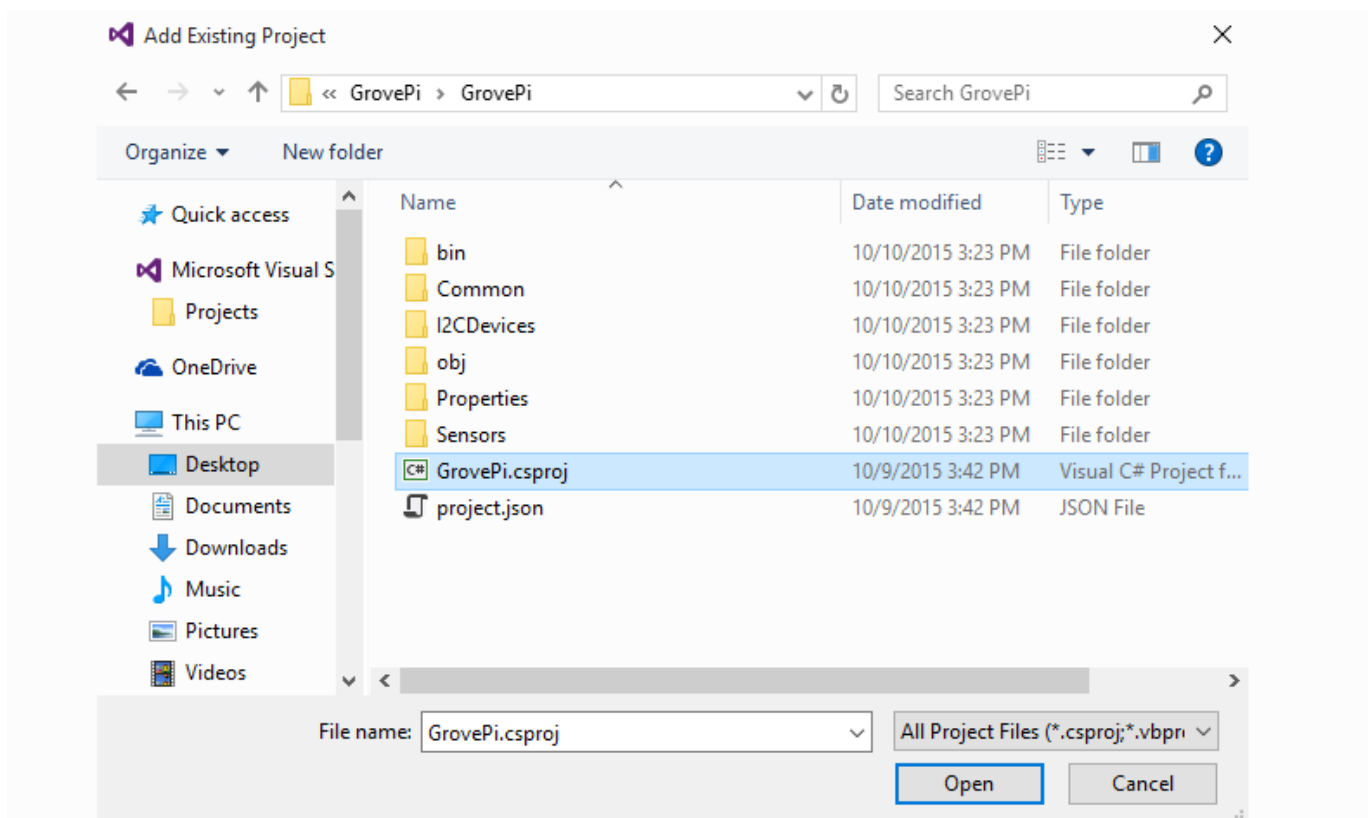 Add Existing Project
« GrovePi › GrovePi
Search GrovePi
Organize
New folder
?
Quick access
Microsoft Visual S
Projects
OneDrive
This PC
Desktop
Documents
Downloads
Music
Pictures
Videos
Name Date modified Type
bin 10/10/2015 3:23 PM File folder
Common 10/10/2015 3:23 PM File folder
I2CDevices 10/10/2015 3:23 PM File folder
obj 10/10/2015 3:23 PM File folder
Properties 10/10/2015 3:23 PM File folder
Sensors 10/10/2015 3:23 PM File folder
C# GrovePi.csproj 10/9/2015 3:42 PM Visual C# Project f...
project.json 10/9/2015 3:42 PM JSON File
File name: GrovePi.csproj All Project Files (*.csproj;*.vbpr
Open Cancel